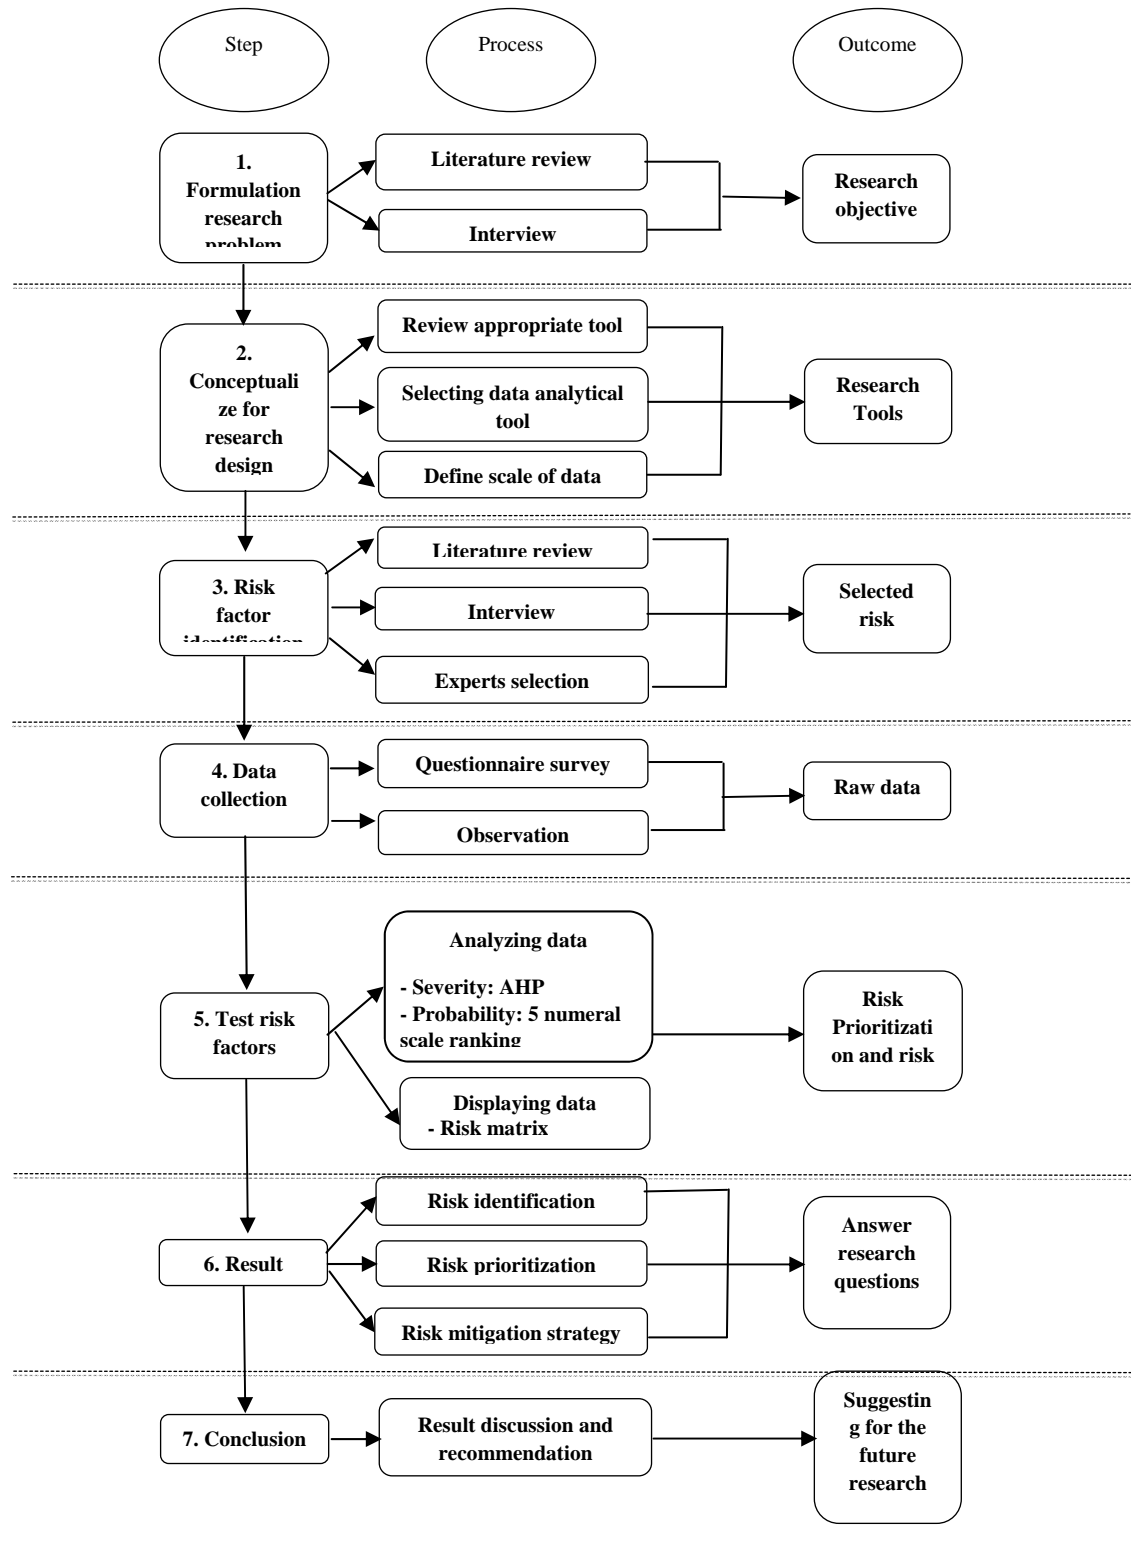 Step
Process
Outcome
1.
Formulation
research
problem
Literature review
Interview
Research
objective
2.
Conceptuali
ze for
research
design
Review appropriate tool
Selecting data analytical
tool
Define scale of data
Research
Tools
3. Risk
factor
identification
Literature review
Interview
Experts selection
Selected
risk
4. Data
collection
Questionnaire survey
Observation
Raw data
5. Test risk
factors
Analyzing data
- Severity: AHP
- Probability: 5 numeral
scale ranking
Displaying data
- Risk matrix
Risk
Prioritizati
on and risk
6. Result
Risk identification
Risk prioritization
Risk mitigation strategy
Answer
research
questions
7. Conclusion
Result discussion and
recommendation
Suggestin
g for the
future
research